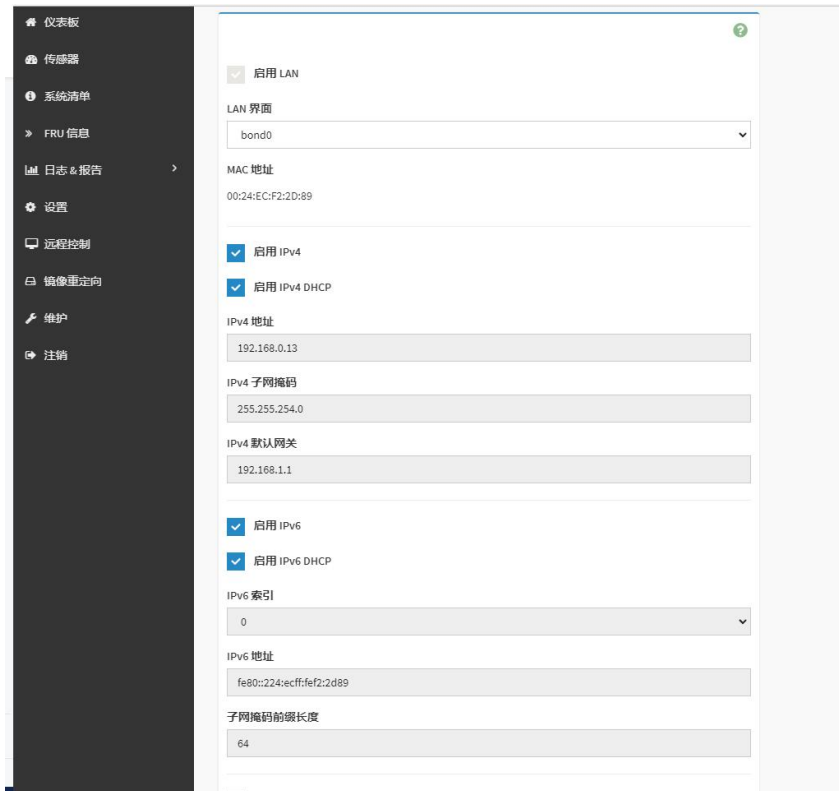 仪表板
传感器
系统清单
FRU 信息
日志 & 报告
设置
远程控制
镜像重定向
维护
注销
启用 LAN
LAN 界面
bond0
MAC 地址
00:24:EC:F2:2D:89
启用 IPv4
启用 IPv4 DHCP
IPv4 地址
192.168.0.13
IPv4 子网掩码
255.255.254.0
IPv4 默认网关
192.168.1.1
启用 IPv6
启用 IPv6 DHCP
IPv6 索引
0
IPv6 地址
fe80::224:ecff:fef2:2d89
子网掩码前缀长度
64